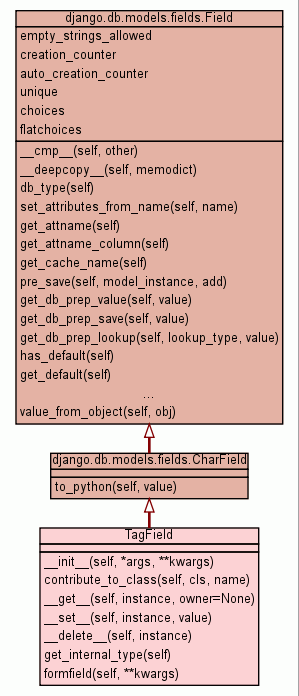 django.db.models.fields.Field
empty_strings_allowed
creation_counter
auto_creation_counter
unique
choices
flatchoices
__cmp__(self, other)
__deepcopy__(self, memodict)
db_type(self)
set_attributes_from_name(self, name)
get_attname(self)
get_attname_column(self)
get_cache_name(self)
pre_save(self, model_instance, add)
get_db_prep_value(self, value)
get_db_prep_save(self, value)
get_db_prep_lookup(self, lookup_type, value)
has_default(self)
get_default(self)
...
value_from_object(self, obj)
django.db.models.fields.CharField
to_python(self, value)
TagField
__init__(self, *args, **kwargs)
contribute_to_class(self, cls, name)
__get__(self, instance, owner=None)
__set__(self, instance, value)
__delete__(self, instance)
get_internal_type(self)
formfield(self, **kwargs)